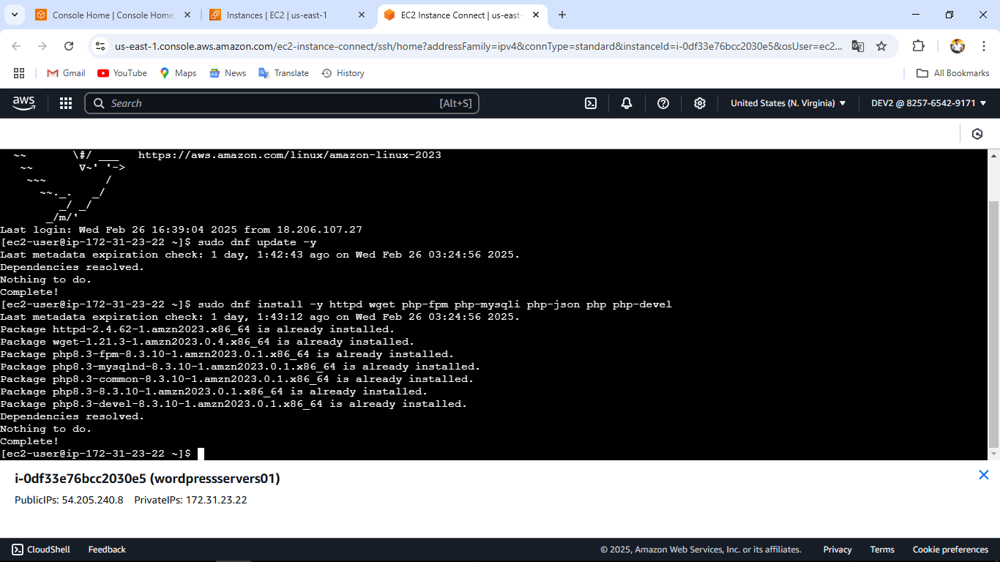 Console Home | Console Home
Instances | EC2 | us-east-1
EC2 Instance Connect | us-east-
us-east-1.console.aws.amazon.com/ec2-instance-connect/ssh/home?addressFamily=ipv4&connType=standard&instanceId=i-0df33e76bcc2030e5&osUser=ec2...
Gmail
YouTube
Maps
News
Translate
History
All Bookmarks
aws
Search
[Alt+S]
United States (N. Virginia)
DEV2 @ 8257-6542-9171
~~       \#/ ___   https://aws.amazon.com/linux/amazon-linux-2023
   ~~       V~' '->
    ~~~         /
      ~~._.   _/
         _/ _/
       _/m/'
Last login: Wed Feb 26 16:39:04 2025 from 18.206.107.27
[ec2-user@ip-172-31-23-22 ~]$ sudo dnf update -y
Last metadata expiration check: 1 day, 1:42:43 ago on Wed Feb 26 03:24:56 2025.
Dependencies resolved.
Nothing to do.
Complete!
[ec2-user@ip-172-31-23-22 ~]$ sudo dnf install -y httpd wget php-fpm php-mysqli php-json php php-devel
Last metadata expiration check: 1 day, 1:43:12 ago on Wed Feb 26 03:24:56 2025.
Package httpd-2.4.62-1.amzn2023.x86_64 is already installed.
Package wget-1.21.3-1.amzn2023.0.4.x86_64 is already installed.
Package php8.3-fpm-8.3.10-1.amzn2023.0.1.x86_64 is already installed.
Package php8.3-mysqlnd-8.3.10-1.amzn2023.0.1.x86_64 is already installed.
Package php8.3-common-8.3.10-1.amzn2023.0.1.x86_64 is already installed.
Package php8.3-8.3.10-1.amzn2023.0.1.x86_64 is already installed.
Package php8.3-devel-8.3.10-1.amzn2023.0.1.x86_64 is already installed.
Dependencies resolved.
Nothing to do.
Complete!
[ec2-user@ip-172-31-23-22 ~]$
i-0df33e76bcc2030e5 (wordpressservers01)
PublicIPs: 54.205.240.8 PrivateIPs: 172.31.23.22
CloudShell
Feedback
© 2025, Amazon Web Services, Inc. or its affiliates.
Privacy
Terms
Cookie preferences